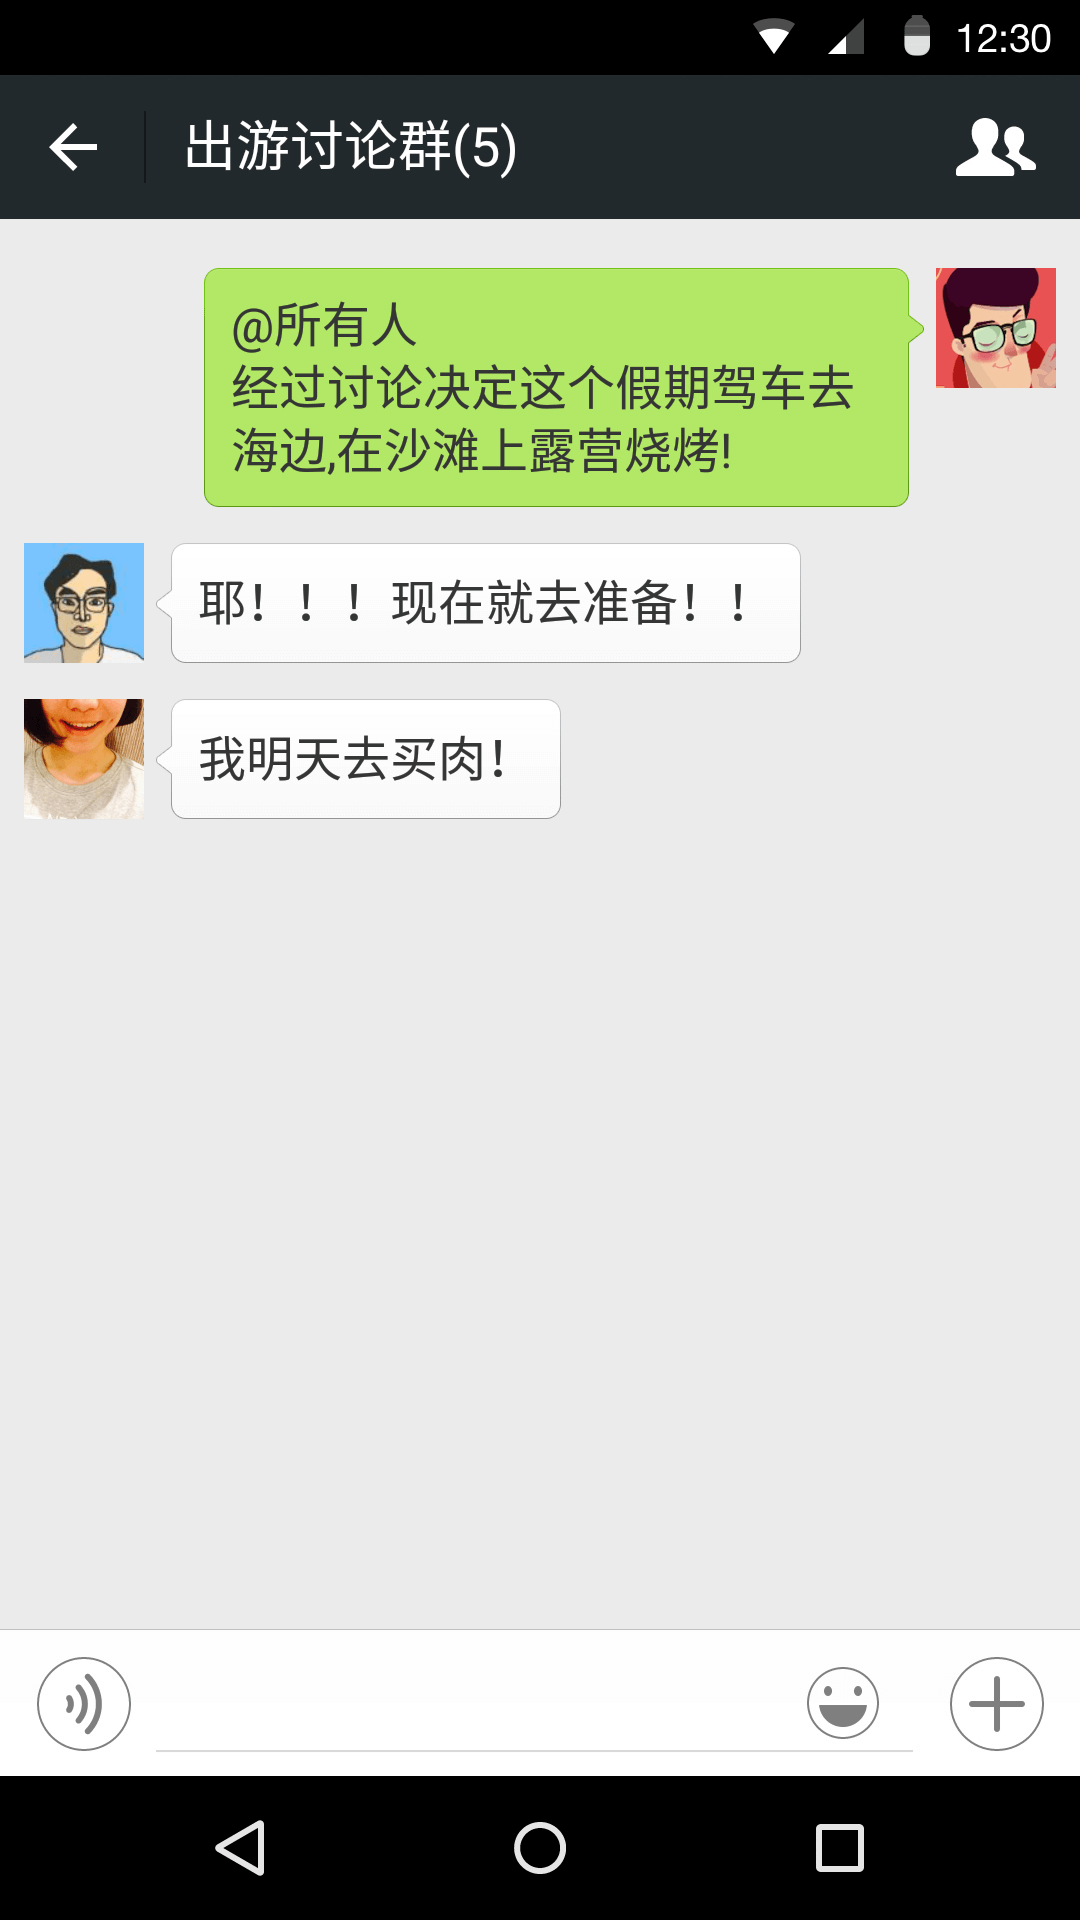 12:30
出游讨论群(5)
@所有人
经过讨论决定这个假期驾车去
海边,在沙滩上露营烧烤!
耶！！！现在就去准备！！
我明天去买肉！